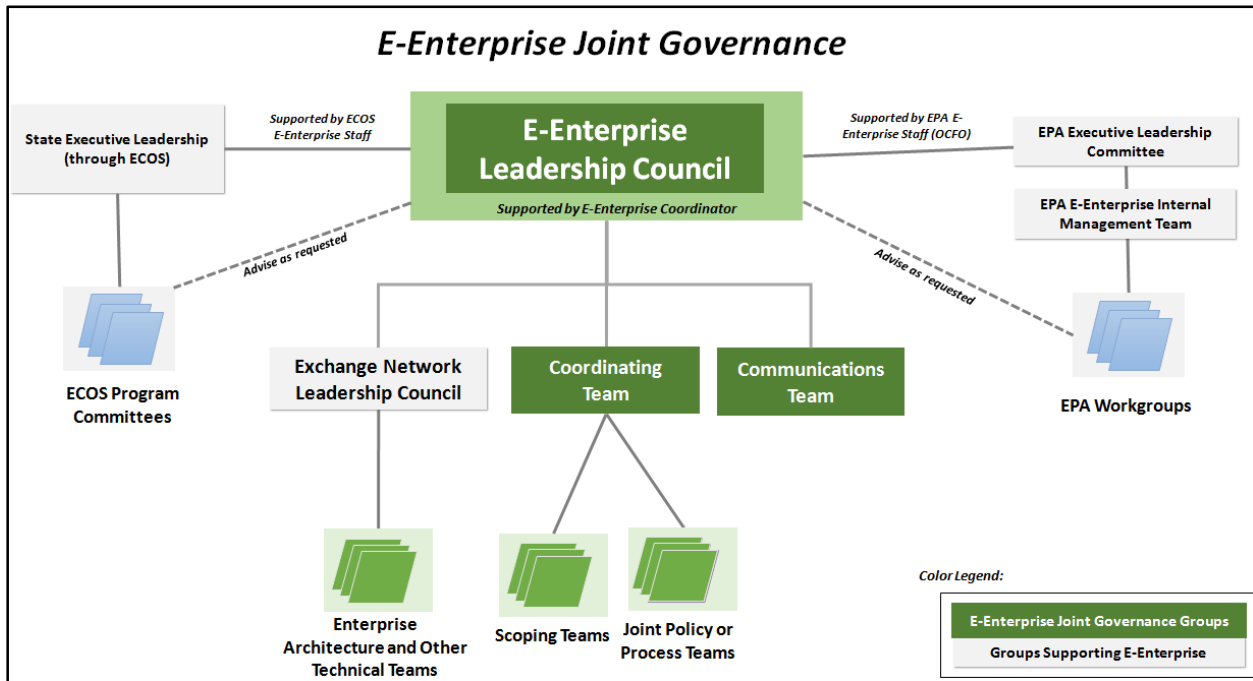 E-Enterprise Joint Governance
State Executive Leadership
(through ECOS)
Supported by ECOS
E-Enterprise Staff
E-Enterprise
Leadership Council
Supported by E-Enterprise Coordinator
Supported by EPA E-
Enterprise Staff (OCFO)
EPA Executive Leadership
Committee
EPA E-Enterprise Internal
Management Team
Advise as requested
Advise as requested
ECOS Program
Committees
Exchange Network
Leadership Council
Coordinating
Team
Communications
Team
EPA Workgroups
Enterprise
Architecture and Other
Technical Teams
Scoping Teams
Joint Policy or
Process Teams
Color Legend:
E-Enterprise Joint Governance Groups
Groups Supporting E-Enterprise